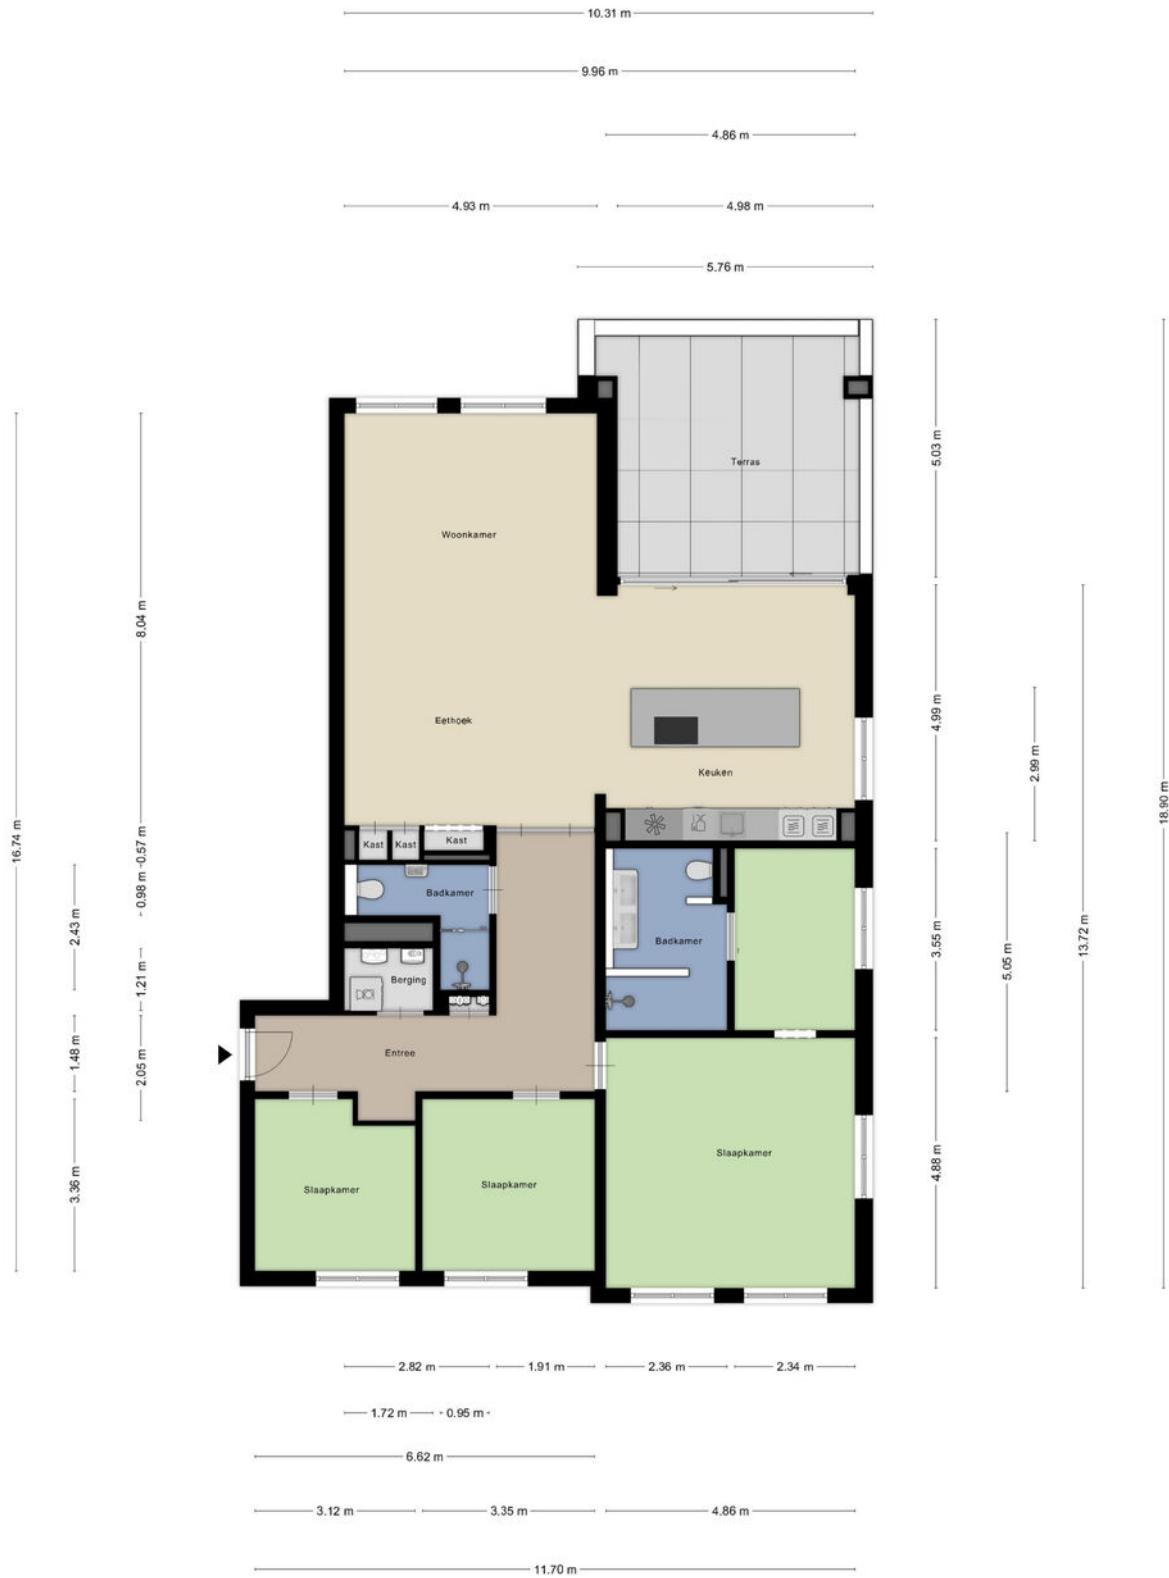 10.31 m
9.96 m
4.86 m
4.93 m
4.98 m
5.76 m
Terras
5.03 m
Woonkamer
8.04 m
Eethoek
4.99 m
2.99 m
Keuken
18.90 m
16.74 m
Kast
Kast
Kast
0.57 m
0.98 m
Badkamer
2.43 m
Badkamer
3.55 m
5.05 m
13.72 m
1.21 m
Berging
1.48 m
2.05 m
Entree
3.36 m
Slaapkamer
Slaapkamer
Slaapkamer
4.88 m
2.82 m
1.91 m
2.36 m
2.34 m
1.72 m
0.95 m
6.62 m
3.12 m
3.35 m
4.86 m
11.70 m